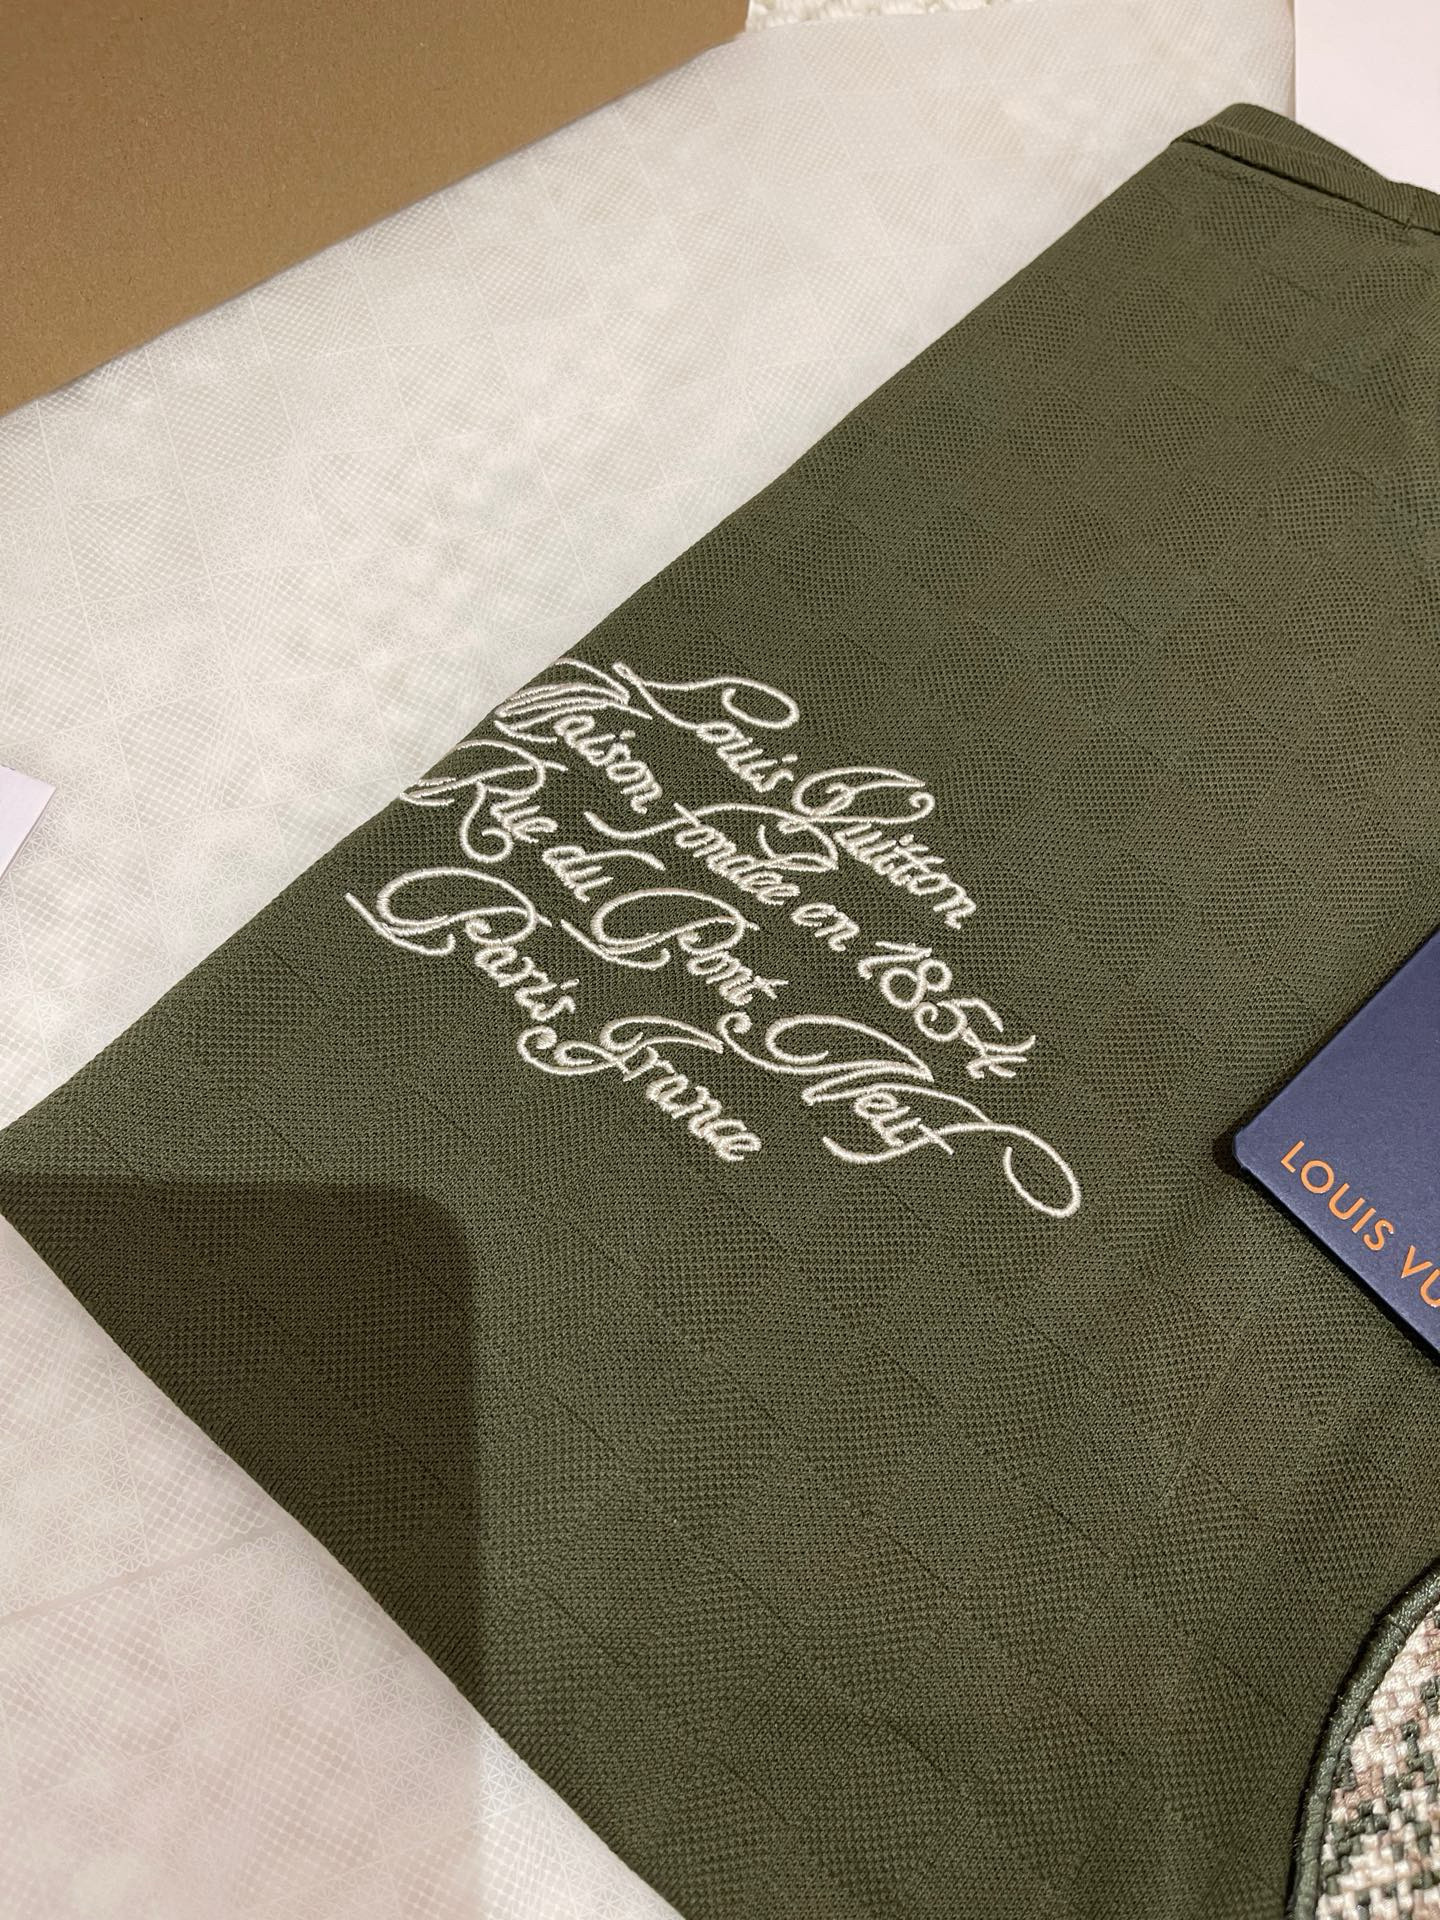 Louis Vuitton
Maison fondée en 1854
Rue du Pont Neuf
Paris France
LOUIS VU